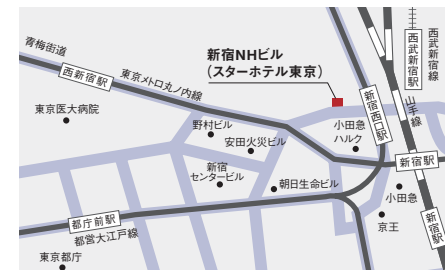 青梅街道
西新宿駅
東京メトロ丸ノ内線
新宿NHビル
(スターホテル東京)
西武新宿駅
西武新宿線
山手線
新宿西口駅
東京医大病院
野村ビル
安田火災ビル
小田急
ハルク
新宿駅
新宿
センタービル
朝日生命ビル
小田急
京王
新宿駅
都庁前駅
都営大江戸線
東京都庁